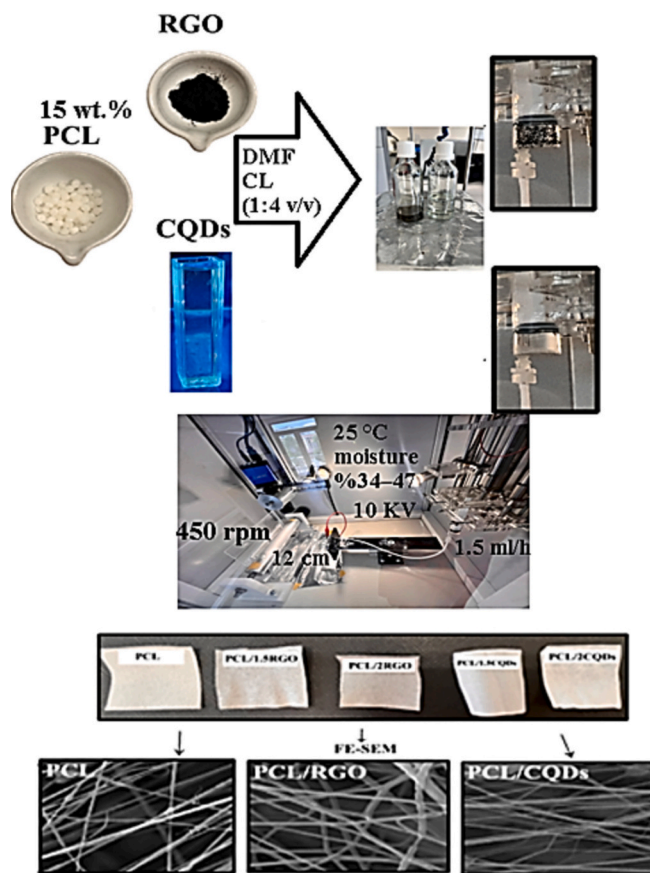 RGO
15 wt.%
PCL
DMF
CL
(1:4 v/v)
CQDs
25 °C
moisture
%34–47
10 KV
450 rpm
12 cm
1.5 ml/h
PCL
PCL/1.5RGO
PCL/2RGO
PCL/1.5CQDs
PCL/2CQDs
FE-SEM
PCL
PCL/RGO
PCL/CQDs